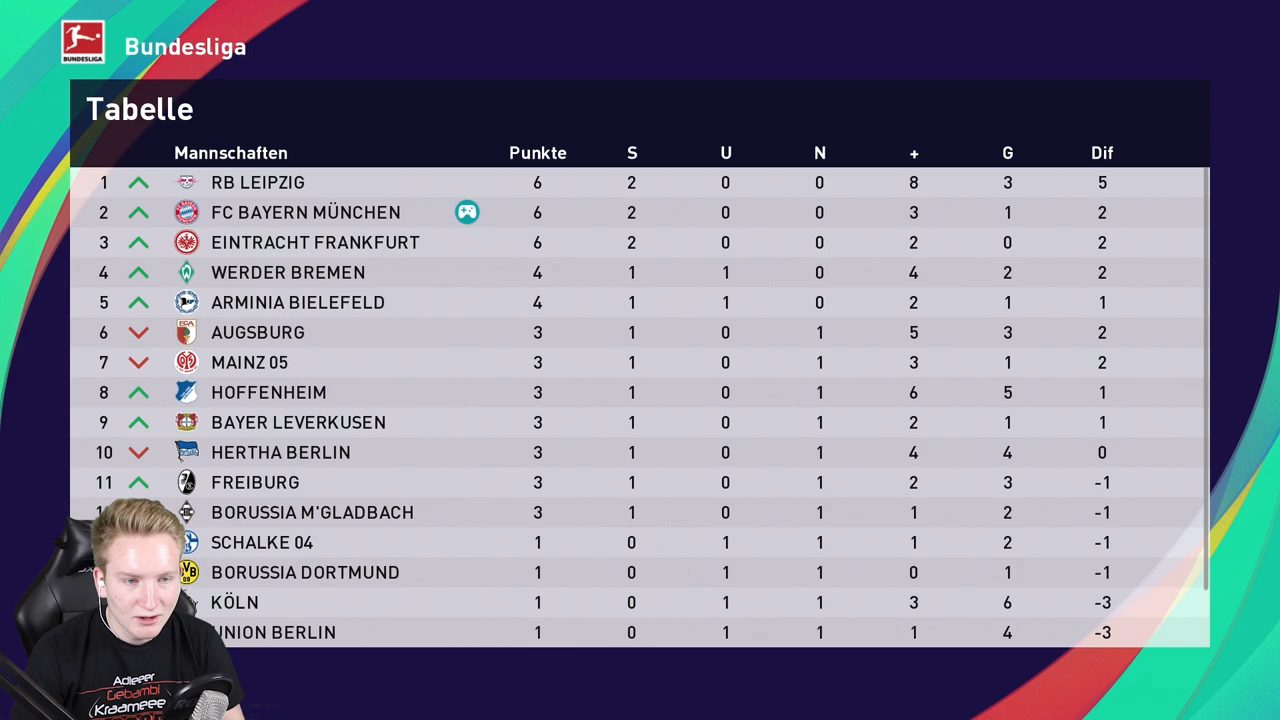 BUNDESLIGA
Bundesliga
Tabelle
Mannschaften Punkte S U N + G Dif
1 RB LEIPZIG 6 2 0 0 8 3 5
2 FC BAYERN MÜNCHEN 6 2 0 0 3 1 2
3 EINTRACHT FRANKFURT 6 2 0 0 2 0 2
4 WERDER BREMEN 4 1 1 0 4 2 2
5 ARMINIA BIELEFELD 4 1 1 0 2 1 1
6 AUGSBURG 3 1 0 1 5 3 2
7 MAINZ 05 3 1 0 1 3 1 2
8 HOFFENHEIM 3 1 0 1 6 5 1
9 BAYER LEVERKUSEN 3 1 0 1 2 1 1
10 HERTHA BERLIN 3 1 0 1 4 4 0
11 FREIBURG 3 1 0 1 2 3 -1
BORUSSIA M'GLADBACH 3 1 0 1 1 2 -1
SCHALKE 04 1 0 1 1 1 2 -1
BORUSSIA DORTMUND 1 0 1 1 0 1 -1
KÖLN 1 0 1 1 3 6 -3
UNION BERLIN 1 0 1 1 1 4 -3
Adleeer
Gebambi
Kraameee